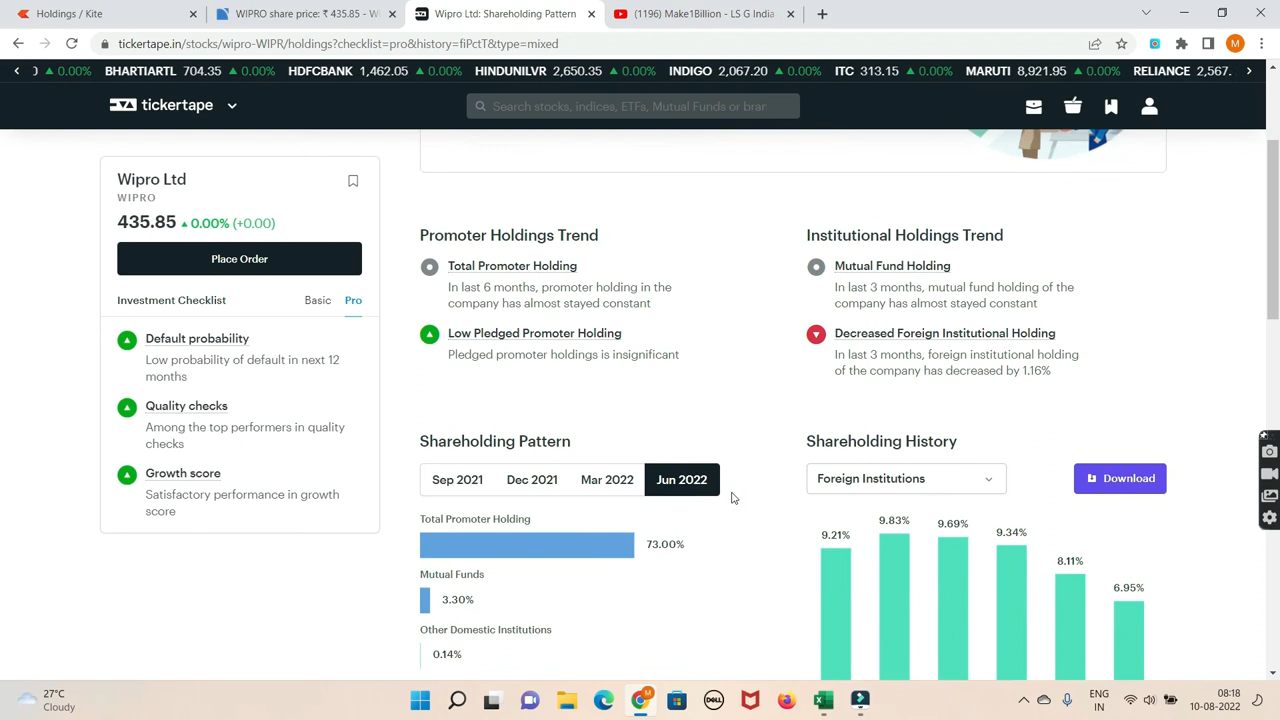 Holdings / Kite
WIPRO share price: ₹ 435.85 - W
Wipro Ltd: Shareholding Pattern
(1196) Make1Billion - LS G India
tickertape.in/stocks/wipro-WIPR/holdings?checklist=pro&history=fiPctT&type=mixed
M
0.00% BHARTIARTL 704.35 0.00% HDFCBANK 1,462.05 0.00% HINDUNILVR 2,650.35 0.00% INDIGO 2,067.20 0.00% ITC 313.15 0.00% MARUTI 8,921.95 0.00% RELIANCE 2,567.
tickertape
Search stocks, indices, ETFs, Mutual Funds or bran
Wipro Ltd
WIPRO
435.85 0.00% (+0.00)
Place Order
Investment Checklist Basic Pro
Default probability
Low probability of default in next 12
months
Quality checks
Among the top performers in quality
checks
Growth score
Satisfactory performance in growth
score
Promoter Holdings Trend
Total Promoter Holding
In last 6 months, promoter holding in the
company has almost stayed constant
Low Pledged Promoter Holding
Pledged promoter holdings is insignificant
Institutional Holdings Trend
Mutual Fund Holding
In last 3 months, mutual fund holding of the
company has almost stayed constant
Decreased Foreign Institutional Holding
In last 3 months, foreign institutional holding
of the company has decreased by 1.16%
Shareholding Pattern
Sep 2021 Dec 2021 Mar 2022 Jun 2022
Total Promoter Holding
73.00%
Mutual Funds
3.30%
Other Domestic Institutions
0.14%
Shareholding History
Foreign Institutions
Download
9.21% 9.83% 9.69% 9.34% 8.11% 6.95%
27°C
Cloudy
M
DELL
ENG
IN
08:18
10-08-2022